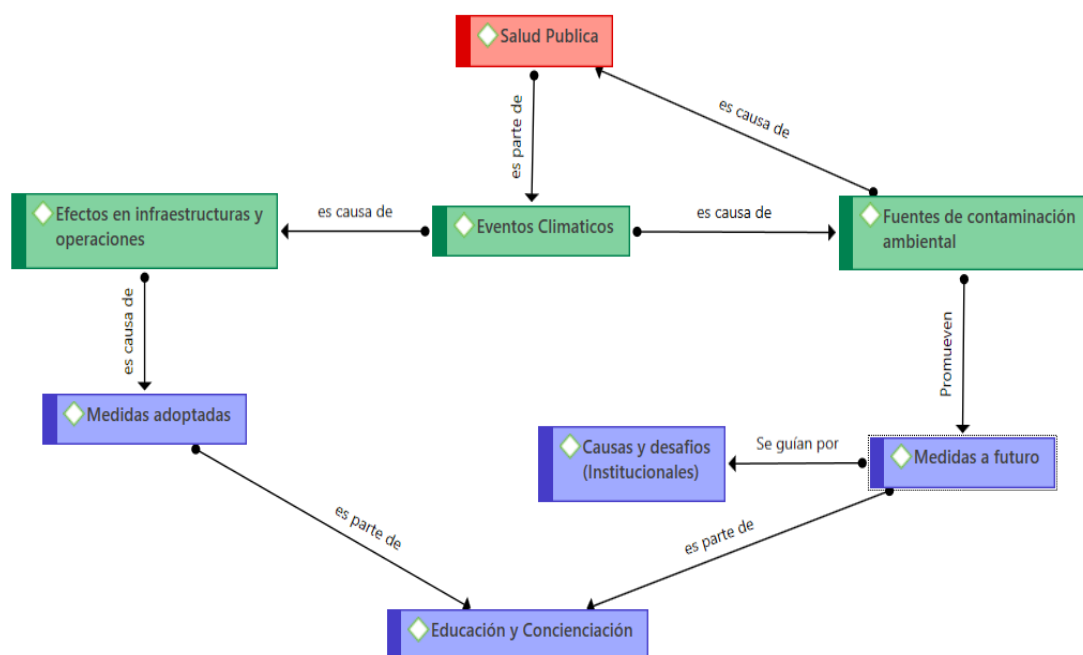 Salud Publica
es parte de
es causa de
Efectos en infraestructuras y
operaciones
es causa de
Eventos Climaticos
es causa de
Fuentes de contaminación
ambiental
es causa de
Promueven
Medidas adoptadas
Causas y desafios
(Institucionales)
Se guían por
Medidas a futuro
es parte de
es parte de
Educación y Concienciación